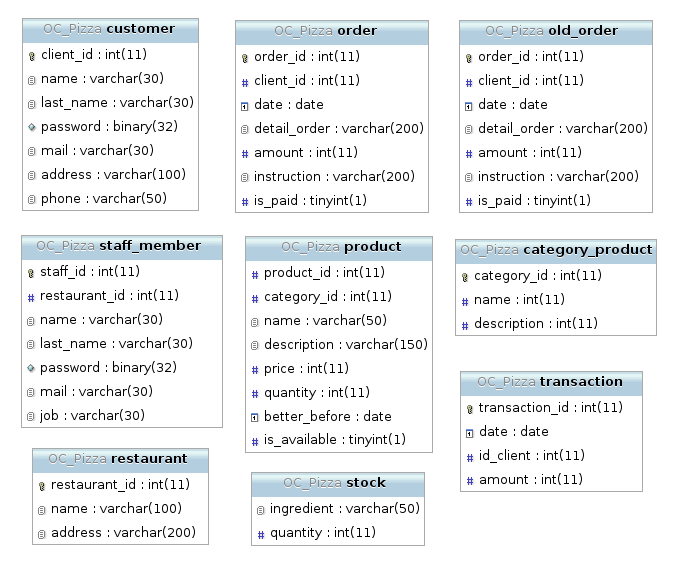 OC_Pizza customer
client_id : int(11)
name : varchar(30)
last_name : varchar(30)
password : binary(32)
mail : varchar(30)
address : varchar(100)
phone : varchar(50)
OC_Pizza order
order_id : int(11)
client_id : int(11)
date : date
detail_order : varchar(200)
amount : int(11)
instruction : varchar(200)
is_paid : tinyint(1)
OC_Pizza old_order
order_id : int(11)
client_id : int(11)
date : date
detail_order : varchar(200)
amount : int(11)
instruction : varchar(200)
is_paid : tinyint(1)
OC_Pizza staff_member
staff_id : int(11)
restaurant_id : int(11)
name : varchar(30)
last_name : varchar(30)
password : binary(32)
mail : varchar(30)
job : varchar(30)
OC_Pizza product
product_id : int(11)
category_id : int(11)
name : varchar(50)
description : varchar(150)
price : int(11)
quantity : int(11)
better_before : date
is_available : tinyint(1)
OC_Pizza category_product
category_id : int(11)
name : int(11)
description : int(11)
OC_Pizza transaction
transaction_id : int(11)
date : date
id_client : int(11)
amount : int(11)
OC_Pizza restaurant
restaurant_id : int(11)
name : varchar(100)
address : varchar(200)
OC_Pizza stock
ingredient : varchar(50)
quantity : int(11)